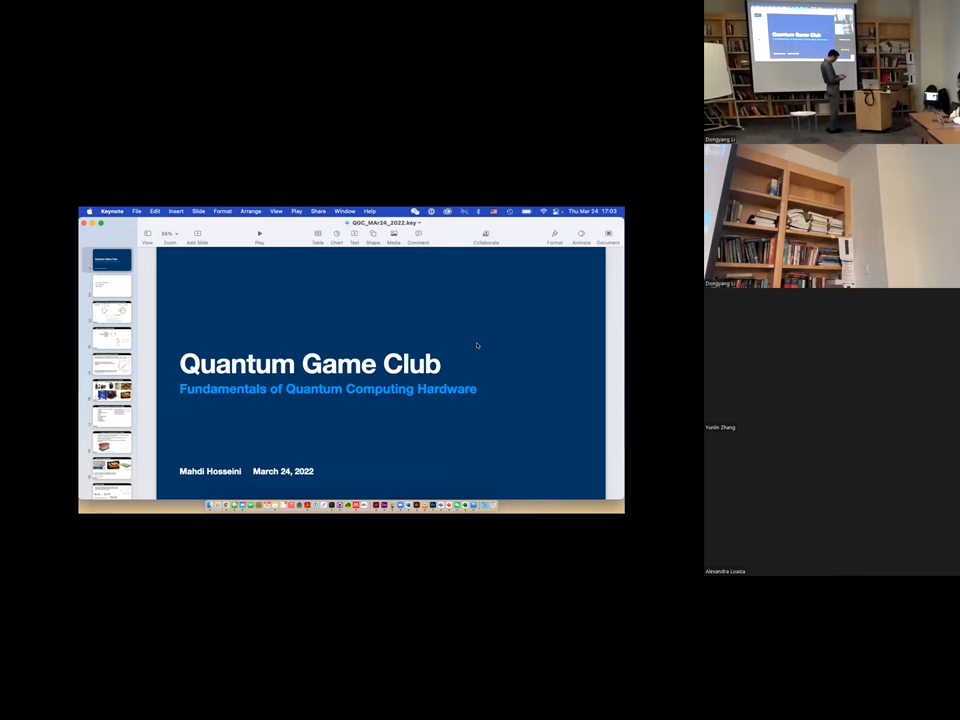 Keynote File Edit Insert Slide Format Arrange View Play Share Window Help Thu Mar 24 17:03
QGC_MAr24_2022.key
View Zoom Add Slide Play Table Chart Text Shape Media Comment Collaborate Format Animate Document
Quantum Game Club
Fundamentals of Quantum Computing Hardware
Mahdi Hosseini March 24, 2022
Quantum Game Club
Dongyang Li
Dongyang Li
Yunlin Zhang
Alexandra Loaiza